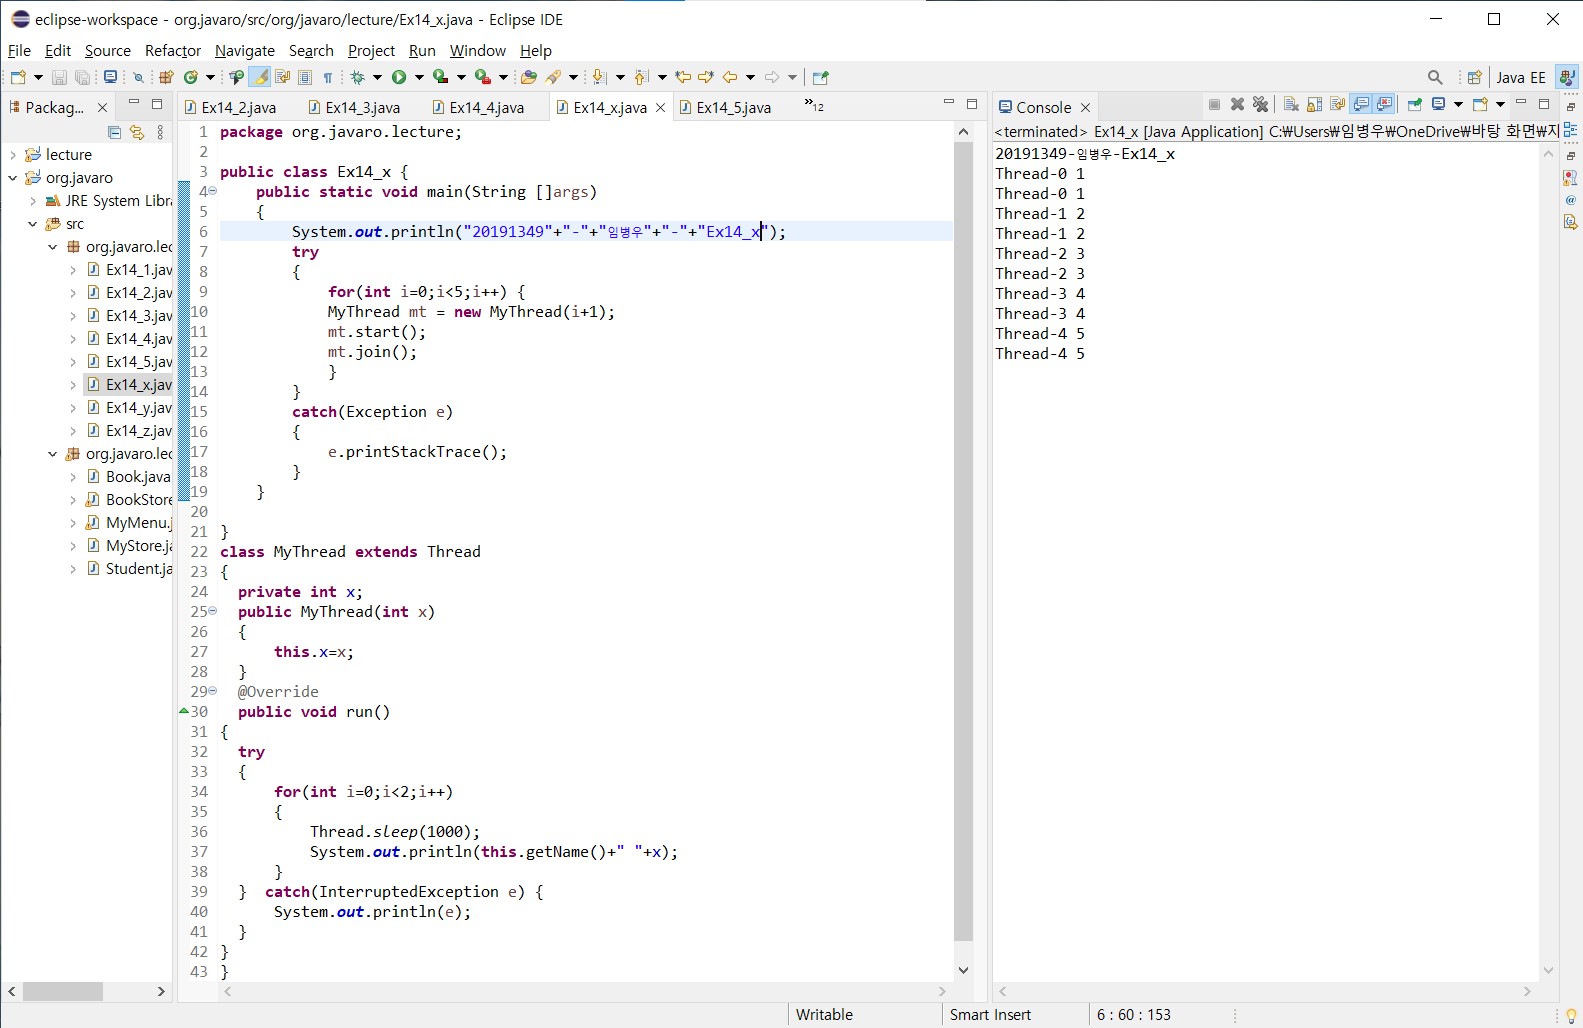 eclipse-workspace - org.javaro/src/org/javaro/lecture/Ex14_x.java - Eclipse IDE
File Edit Source Refactor Navigate Search Project Run Window Help
Java EE
Packag...
lecture
org.javaro
JRE System Libra
src
org.javaro.lec
Ex14_1.jav
Ex14_2.jav
Ex14_3.jav
Ex14_4.jav
Ex14_5.jav
Ex14_x.jav
Ex14_y.jav
Ex14_z.jav
org.javaro.lec
Book.java
BookStore
MyMenu.j
MyStore.ja
Student.ja
Ex14_2.java Ex14_3.java Ex14_4.java Ex14_x.java Ex14_5.java »12
1 package org.javaro.lecture;
2
3 public class Ex14_x {
4 public static void main(String []args)
5 {
6 System.out.println("20191349"+"-"+"임병우"+"-"+"Ex14_x");
7 try
8 {
9 for(int i=0;i<5;i++) {
10 MyThread mt = new MyThread(i+1);
11 mt.start();
12 mt.join();
13 }
14 }
15 catch(Exception e)
16 {
17 e.printStackTrace();
18 }
19 }
20
21 }
22 class MyThread extends Thread
23 {
24 private int x;
25 public MyThread(int x)
26 {
27 this.x=x;
28 }
29 @Override
30 public void run()
31 {
32 try
33 {
34 for(int i=0;i<2;i++)
35 {
36 Thread.sleep(1000);
37 System.out.println(this.getName()+" "+x);
38 }
39 } catch(InterruptedException e) {
40 System.out.println(e);
41 }
42 }
43 }
Console
<terminated> Ex14_x [Java Application] C:₩Users₩임병우₩OneDrive₩바탕 화면₩지
20191349-임병우-Ex14_x
Thread-0 1
Thread-0 1
Thread-1 2
Thread-1 2
Thread-2 3
Thread-2 3
Thread-3 4
Thread-3 4
Thread-4 5
Thread-4 5
Writable Smart Insert 6 : 60 : 153